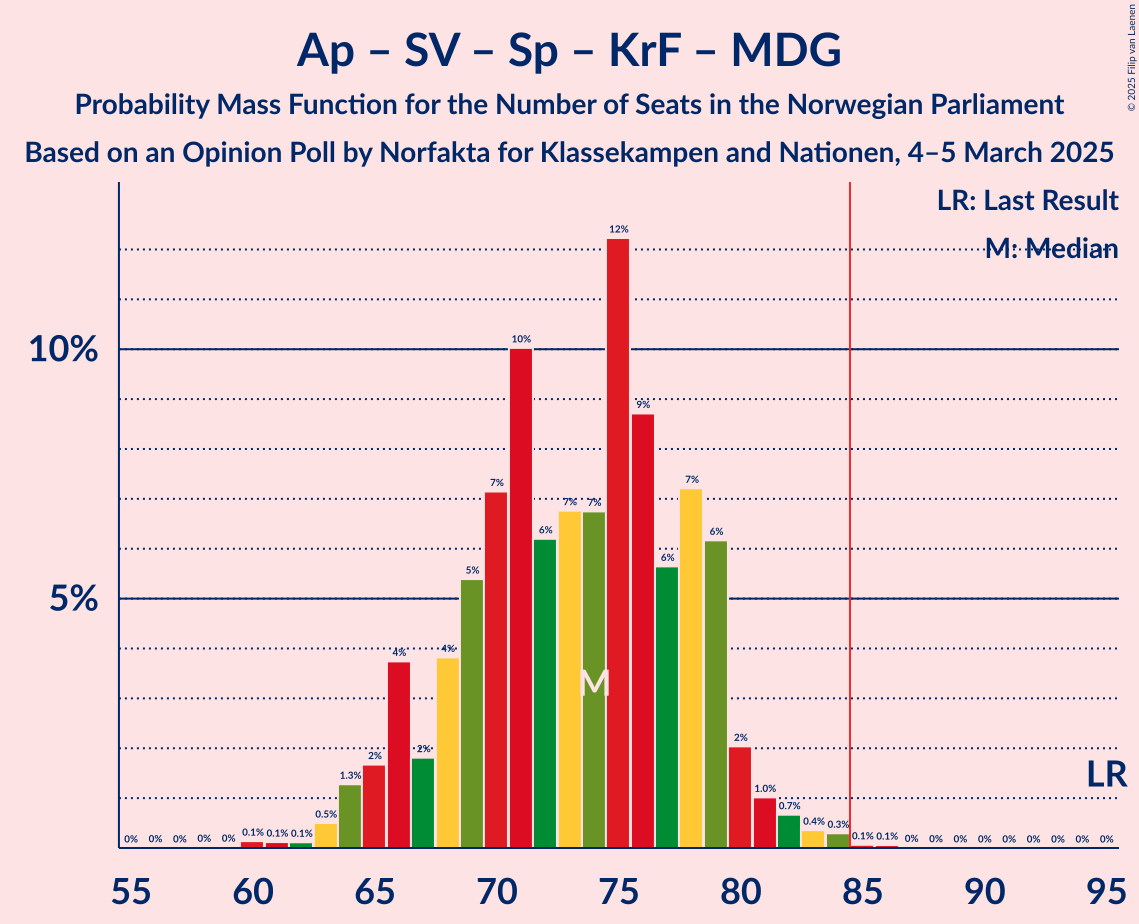 © 2025 Filip van Laenen
Ap – SV – Sp – KrF – MDG
Probability Mass Function for the Number of Seats in the Norwegian Parliament
Based on an Opinion Poll by Norfakta for Klassekampen and Nationen, 4–5 March 2025
LR: Last Result
M: Median
10%
5%
0% 0% 0% 0% 0% 0.1% 0.1% 0.1% 0.5% 1.3% 2% 4% 2% 4% 5% 7% 10% 6% 7% 7% 12% 9% 6% 7% 6% 2% 1.0% 0.7% 0.4% 0.3% 0.1% 0.1% 0% 0% 0% 0% 0% 0% 0% 0% 0%
M
LR
55 60 65 70 75 80 85 90 95